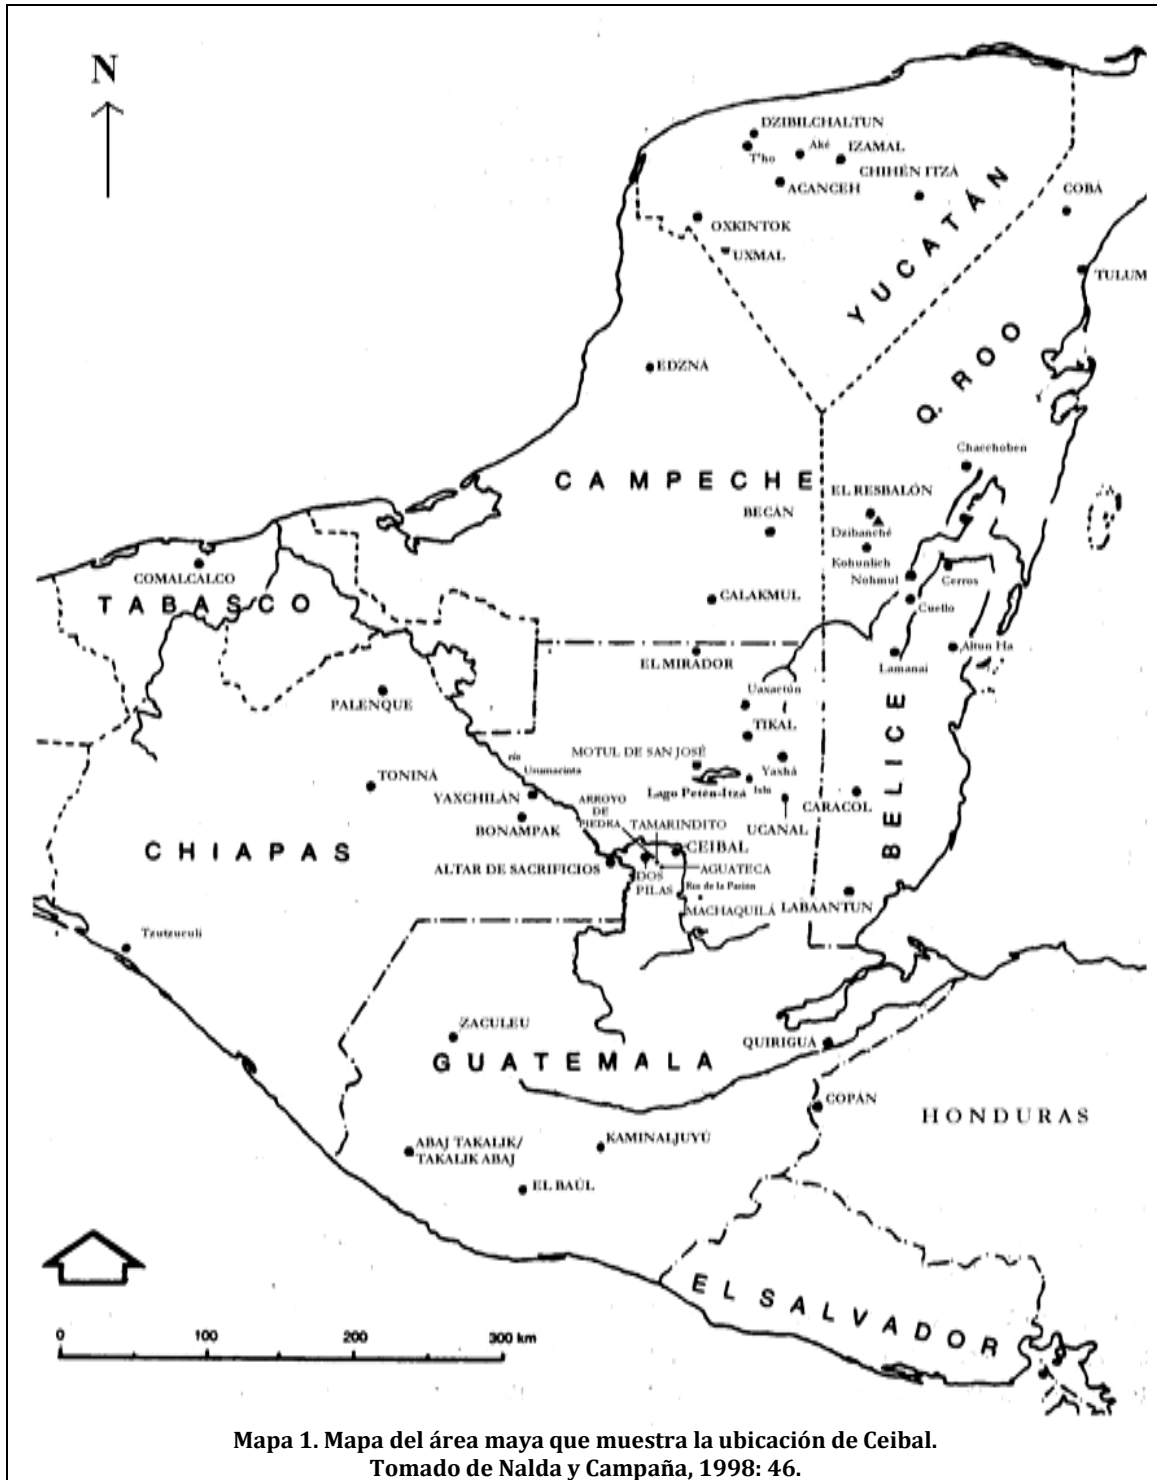 N
DZIBILCHALTUN
T'ho
Aké
IZAMAL
CHIHÉN ITZÁ
ACANCEH
COBÁ
OXKINTOK
UXMAL
YUCATÁN
TULUM
EDZNÁ
Q. ROO
Chacchoben
CAMPECHE
EL RESBALÓN
BECÁN
Dzibanché
Kohunlich
Nohmul
Cerros
COMALCALCO
TABASCO
CALAKMUL
Cuello
EL MIRADOR
Altun Ha
Lamanai
Uaxactún
PALENQUE
TIKAL
BELICE
MOTUL DE SAN JOSÉ
río
Usumacinta
Yaxhá
TONINÁ
Lago Petén-Itzá
YAXCHILÁN
ARROYO
DE
PIEDRA
CARACOL
BONAMPAK
TAMARINDITO
UCANAL
CHIAPAS
CEIBAL
ALTAR DE SACRIFICIOS
DOS
PILAS
AGUATECA
MACHAQUILÁ
LABAANTUN
Tzutzuculi
ZACULEU
GUATEMALA
QUIRIGUÁ
COPÁN
HONDURAS
ABAJ TAKALIK/
TAKALIK ABAJ
KAMINALJUYÚ
EL BAÚL
EL SALVADOR
0 100 200 300 km
Mapa 1. Mapa del área maya que muestra la ubicación de Ceibal.
Tomado de Nalda y Campaña, 1998: 46.